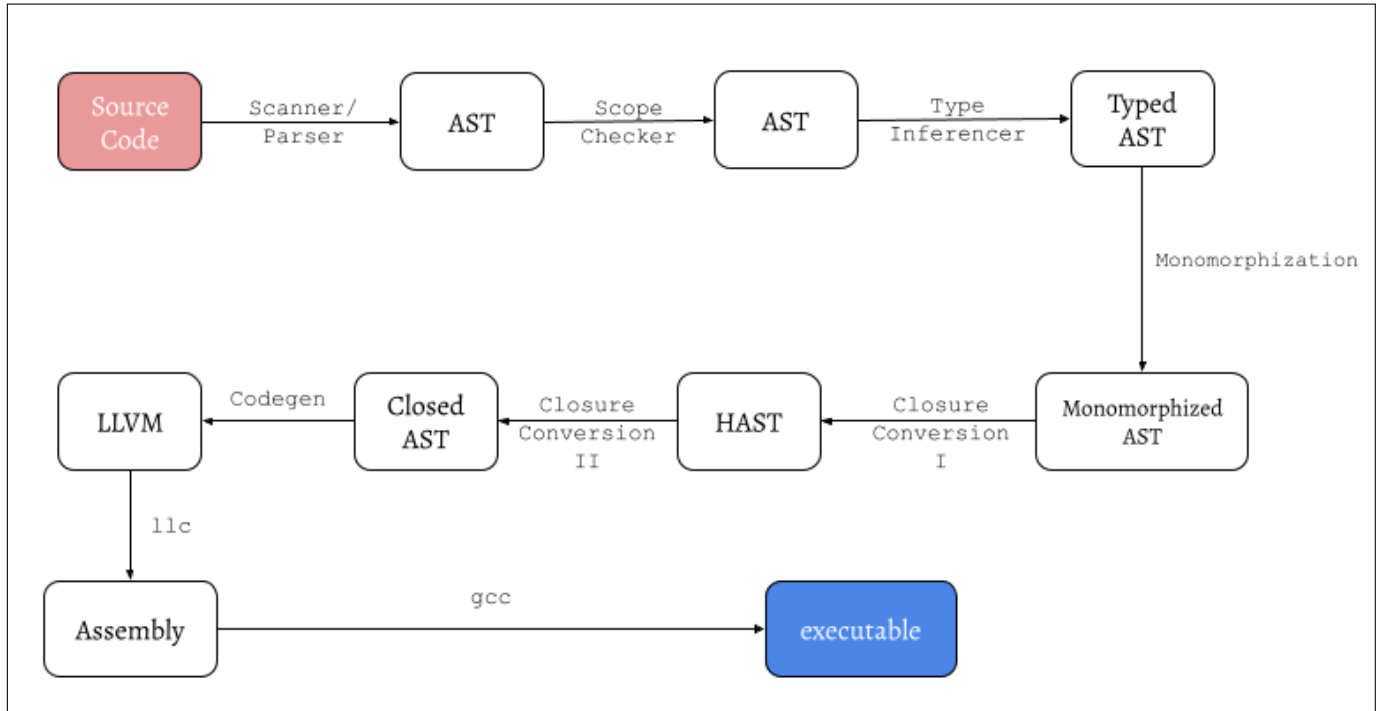 Source
Code
Scanner/
Parser
AST
Scope
Checker
AST
Type
Inferencer
Typed
AST
Monomorphization
Monomorphized
AST
Closure
Conversion
I
HAST
Closure
Conversion
II
Closed
AST
Codegen
LLVM
llc
Assembly
gcc
executable